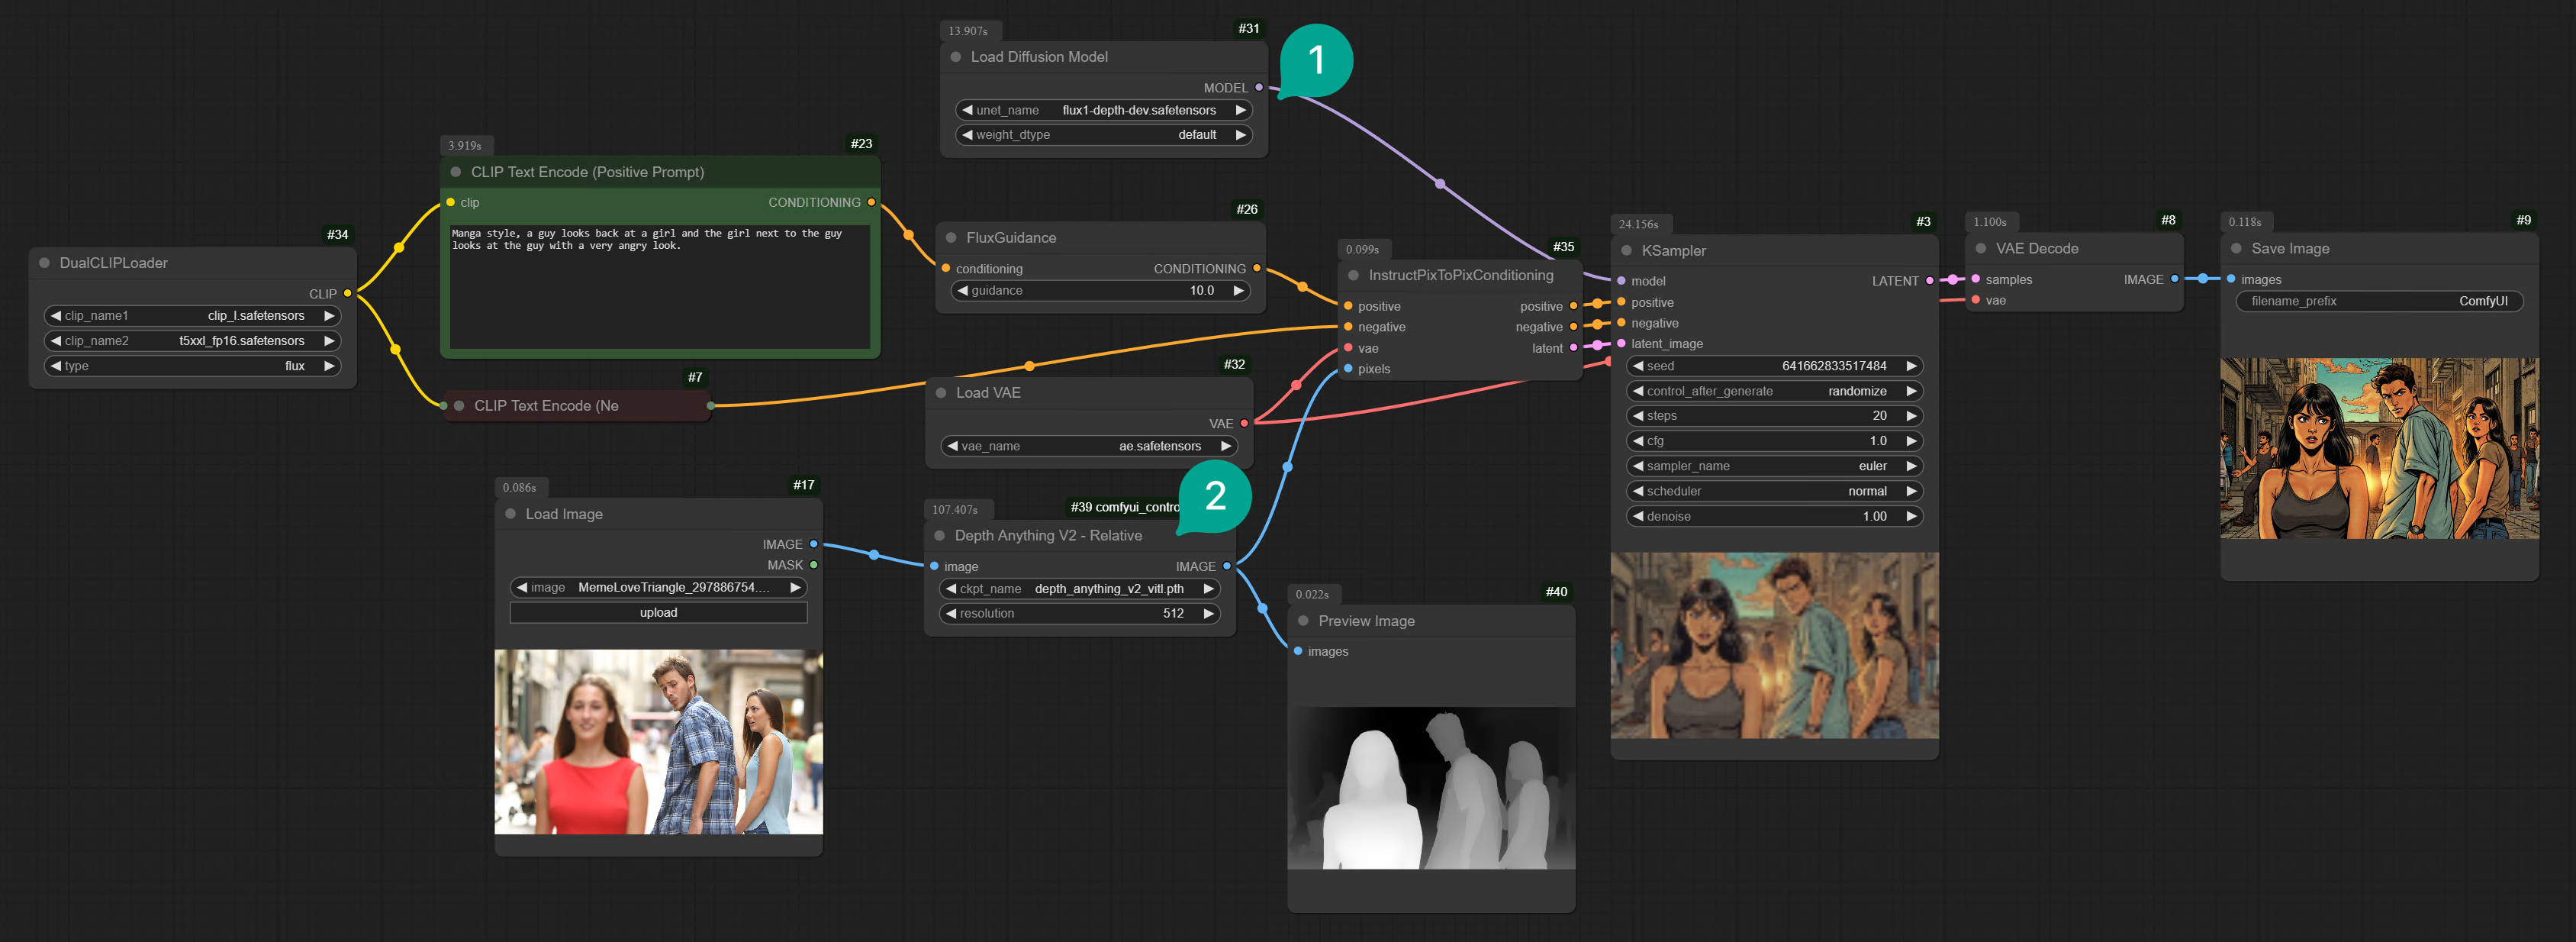 #34
DualCLIPLoader
CLIP
clip_name1 clip_l.safetensors
clip_name2 t5xxl_fp16.safetensors
type flux
3.919s #23
CLIP Text Encode (Positive Prompt)
clip CONDITIONING
Manga style, a guy looks back at a girl and the girl next to the guy
looks at the guy with a very angry look.
#7
CLIP Text Encode (Ne
0.086s #17
Load Image
IMAGE
MASK
image MemeLoveTriangle_297886754....
upload
13.907s #31
Load Diffusion Model
MODEL
unet_name flux1-depth-dev.safetensors
weight_dtype default
1
#26
FluxGuidance
conditioning CONDITIONING
guidance 10.0
#32
Load VAE
VAE
vae_name ae.safetensors
2
107.407s #39 comfyui_contro
Depth Anything V2 - Relative
image IMAGE
ckpt_name depth_anything_v2_vitl.pth
resolution 512
0.099s #35
InstructPixToPixConditioning
positive positive
negative negative
vae latent
pixels
0.022s #40
Preview Image
images
24.156s #3
KSampler
model LATENT
positive
negative
latent_image
seed 641662833517484
control_after_generate randomize
steps 20
cfg 1.0
sampler_name euler
scheduler normal
denoise 1.00
1.100s #8
VAE Decode
samples IMAGE
vae
0.118s #9
Save Image
images
filename_prefix ComfyUI